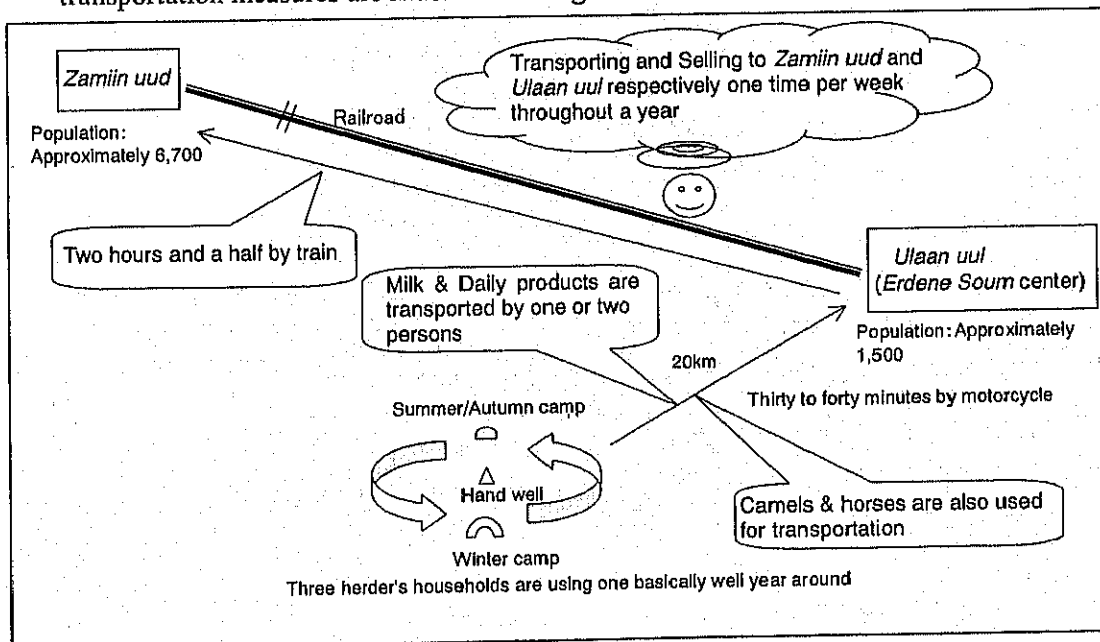 transportation measures are
Zamiin uud
Population:
Approximately 6,700
Railroad
Transporting and Selling to Zamiin uud and
Ulaan uul respectively one time per week
throughout a year
Two hours and a half by train
Milk & Daily products are
transported by one or two
persons
Ulaan uul
(Erdene Soum center)
Population: Approximately
1,500
20km
Thirty to forty minutes by motorcycle
Summer/Autumn camp
Hand well
Winter camp
Camels & horses are also used
for transportation
Three herder's households are using one basically well year around